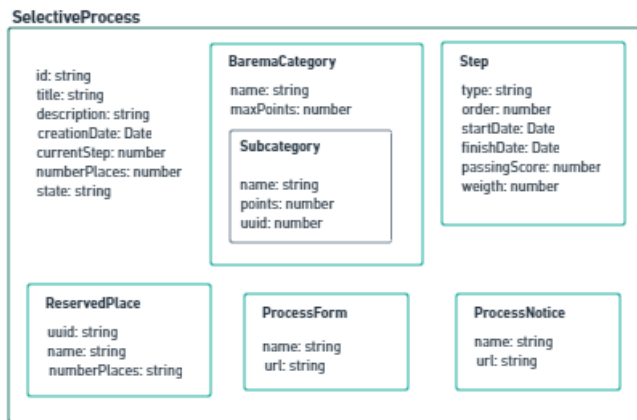 SelectiveProcess
id: string
title: string
description: string
creationDate: Date
currentStep: number
numberPlaces: number
state: string
BaremaCategory
name: string
maxPoints: number
Subcategory
name: string
points: number
uuid: number
Step
type: string
order: number
startDate: Date
finishDate: Date
passingScore: number
weigth: number
ReservedPlace
uuid: string
name: string
numberPlaces: string
ProcessForm
name: string
url: string
ProcessNotice
name: string
url: string